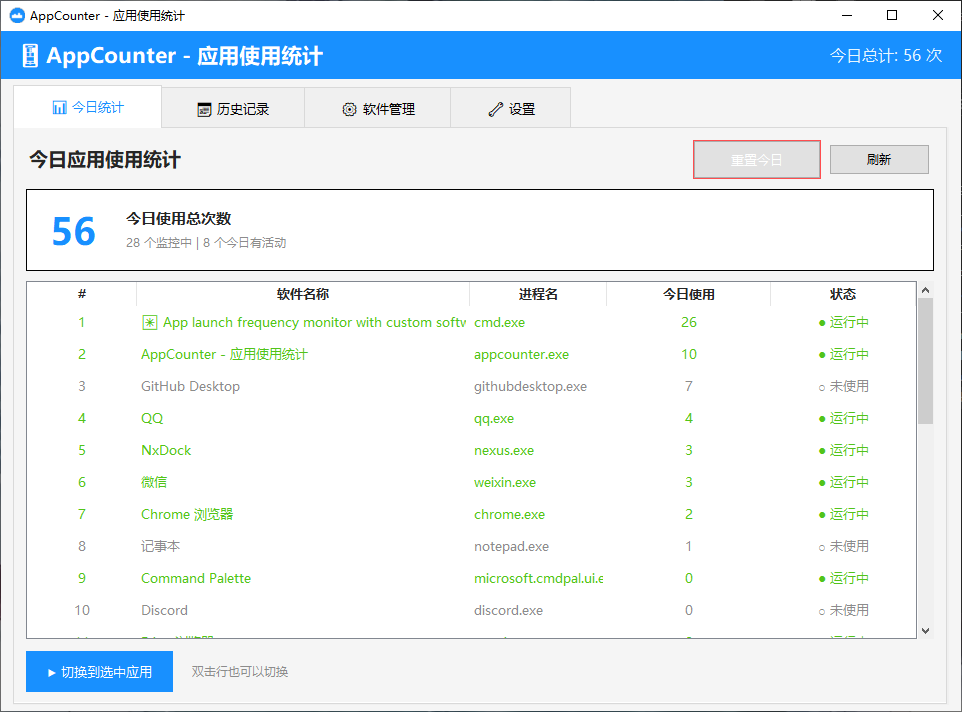 AppCounter - 应用使用统计
AppCounter - 应用使用统计 今日总计: 56 次
今日统计 历史记录 软件管理 设置
今日应用使用统计 重置今日 刷新
56 今日使用总次数
28 个监控中 | 8 个今日有活动
# 软件名称 进程名 今日使用 状态
1 App launch frequency monitor with custom softw cmd.exe 26 ● 运行中
2 AppCounter - 应用使用统计 appcounter.exe 10 ● 运行中
3 GitHub Desktop githubdesktop.exe 7 ○ 未使用
4 QQ qq.exe 4 ● 运行中
5 NxDock nexus.exe 3 ● 运行中
6 微信 weixin.exe 3 ● 运行中
7 Chrome 浏览器 chrome.exe 2 ● 运行中
8 记事本 notepad.exe 1 ○ 未使用
9 Command Palette microsoft.cmdpal.ui.e 0 ● 运行中
10 Discord discord.exe 0 ○ 未使用
► 切换到选中应用 双击行也可以切换